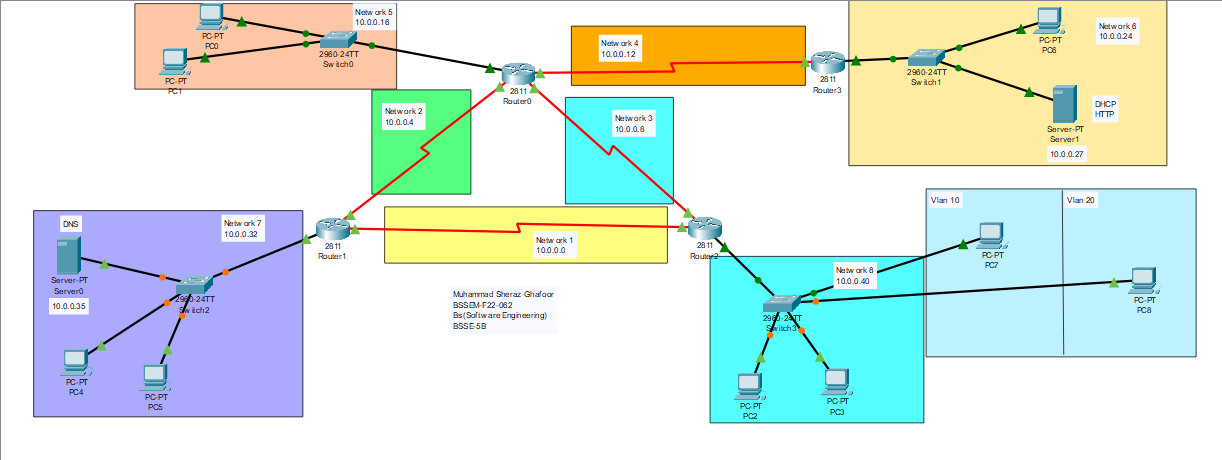 Network 5
10.0.0.16
PC-PT
PC0
2960-24TT
Switch0
PC-PT
PC1
Network 4
10.0.0.12
2811
Router0
2811
Router3
PC-PT
PC6
Network 6
10.0.0.24
2960-24TT
Switch1
DHCP
HTTP
Server-PT
Server1
10.0.0.27
Network 2
10.0.0.4
Network 3
10.0.0.8
DNS
Network 7
10.0.0.32
Server-PT
Server0
10.0.0.35
2960-24TT
Switch2
PC-PT
PC4
PC-PT
PC5
2811
Router1
Network 1
10.0.0.0
2811
Router2
Muhammad Sheraz Ghafoor
BSSEM-F22-062
Bs(Software Engineering)
BSSE-5B
Vlan 10
Vlan 20
PC-PT
PC7
PC-PT
PC8
Network 8
10.0.0.40
2960-24TT
Switch3
PC-PT
PC2
PC-PT
PC3